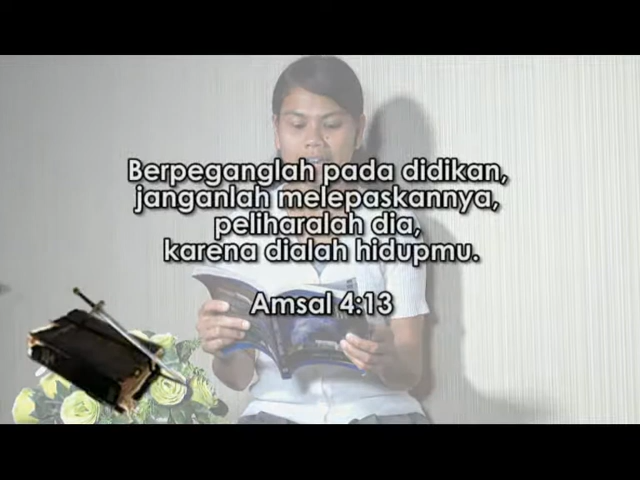 Berpeganglah pada didikan,
janganlah melepaskannya,
peliharalah dia,
karena dialah hidupmu.
Amsal 4:13